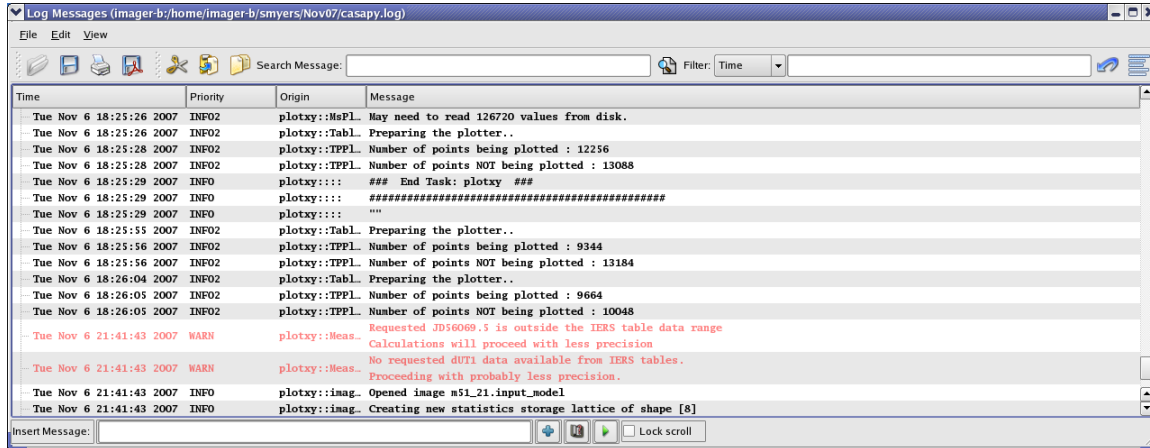 Log Messages (imager-b:/home/imager-b/smyers/Nov07/casapy.log)
File Edit View
Search Message: Filter: Time
Time Priority Origin Message
Tue Nov 6 18:25:26 2007 INFO2 plotxy::MsPl… May need to read 126720 values from disk.
Tue Nov 6 18:25:26 2007 INFO2 plotxy::Tabl… Preparing the plotter..
Tue Nov 6 18:25:28 2007 INFO2 plotxy::TPPl… Number of points being plotted : 12256
Tue Nov 6 18:25:28 2007 INFO2 plotxy::TPPl… Number of points NOT being plotted : 13088
Tue Nov 6 18:25:29 2007 INFO plotxy:::: ### End Task: plotxy ###
Tue Nov 6 18:25:29 2007 INFO plotxy:::: ###############################################
Tue Nov 6 18:25:29 2007 INFO plotxy:::: ""
Tue Nov 6 18:25:55 2007 INFO2 plotxy::Tabl… Preparing the plotter..
Tue Nov 6 18:25:56 2007 INFO2 plotxy::TPPl… Number of points being plotted : 9344
Tue Nov 6 18:25:56 2007 INFO2 plotxy::TPPl… Number of points NOT being plotted : 13184
Tue Nov 6 18:26:04 2007 INFO2 plotxy::Tabl… Preparing the plotter..
Tue Nov 6 18:26:05 2007 INFO2 plotxy::TPPl… Number of points being plotted : 9664
Tue Nov 6 18:26:05 2007 INFO2 plotxy::TPPl… Number of points NOT being plotted : 10048
Tue Nov 6 21:41:43 2007 WARN plotxy::Meas… Requested JD56069.5 is outside the IERS table data range
Calculations will proceed with less precision
Tue Nov 6 21:41:43 2007 WARN plotxy::Meas… No requested dUT1 data available from IERS tables.
Proceeding with probably less precision.
Tue Nov 6 21:41:43 2007 INFO plotxy::imag… Opened image m51_21.input_model
Tue Nov 6 21:41:43 2007 INFO plotxy::imag… Creating new statistics storage lattice of shape [8]
Insert Message: Lock scroll